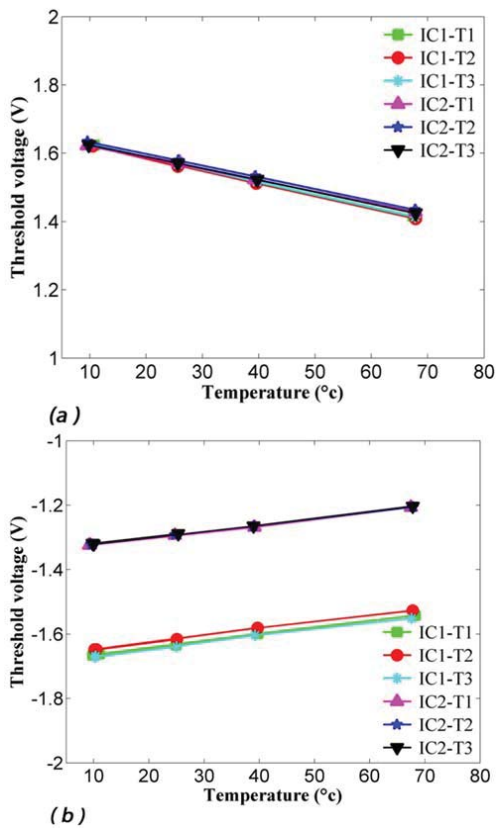 2
1.8
1.6
1.4
1.2
1
Threshold voltage (V)
IC1-T1
IC1-T2
IC1-T3
IC2-T1
IC2-T2
IC2-T3
10 20 30 40 50 60 70 80
Temperature (°c)
(a)
-1
-1.2
-1.4
-1.6
-1.8
-2
Threshold voltage (V)
IC1-T1
IC1-T2
IC1-T3
IC2-T1
IC2-T2
IC2-T3
10 20 30 40 50 60 70 80
Temperature (°c)
(b)